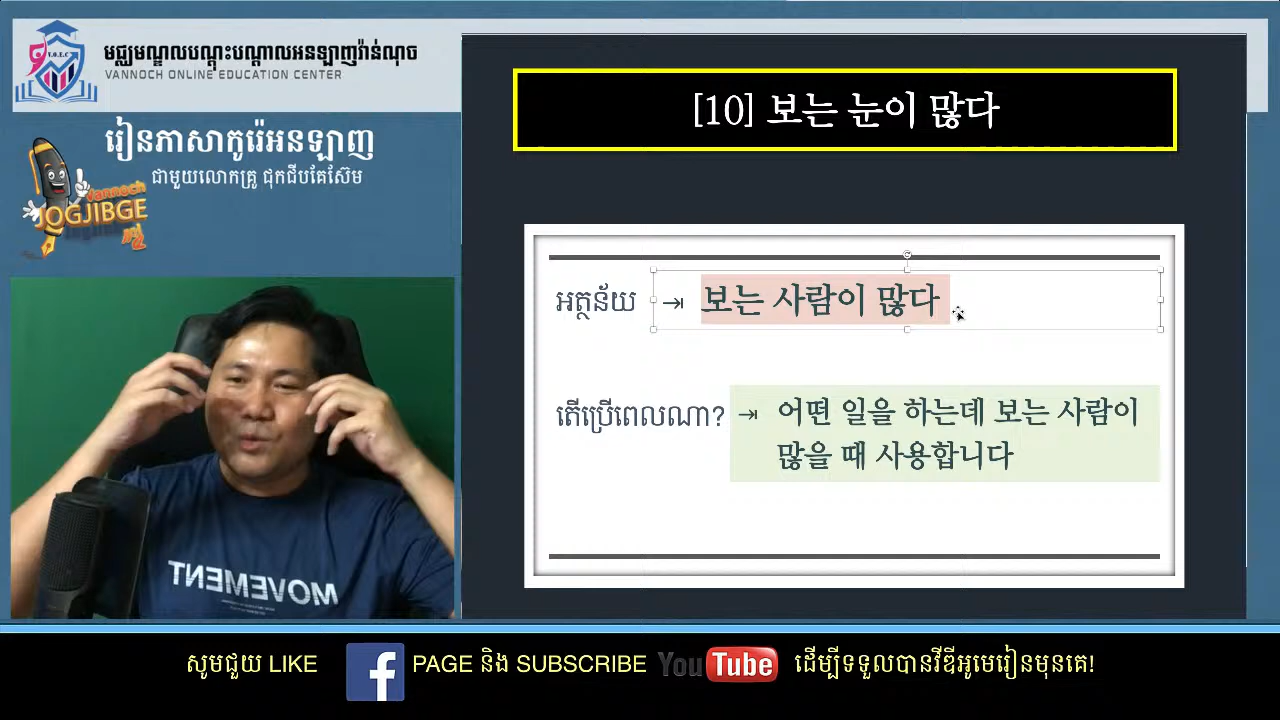 មជ្ឈមណ្ឌលបណ្តុះបណ្តាលអនឡាញវ៉ាន់ណុច
VANNOCH ONLINE EDUCATION CENTER
V.O.E.C
រៀនភាសាកូរ៉េអនឡាញ
ជាមួយលោកគ្រូ ជុកជីបគែស៊ែម
Vannoch
JOGJIBGE
[10] 보는 눈이 많다
អត្ថន័យ → 보는 사람이 많다
តើប្រើពេលណា? → 어떤 일을 하는데 보는 사람이
많을 때 사용합니다
MOVEMENT
សូមជួយ LIKE f PAGE និង SUBSCRIBE YouTube ដើម្បីទទួលបានវីឌីអូមេរៀនមុនគេ!